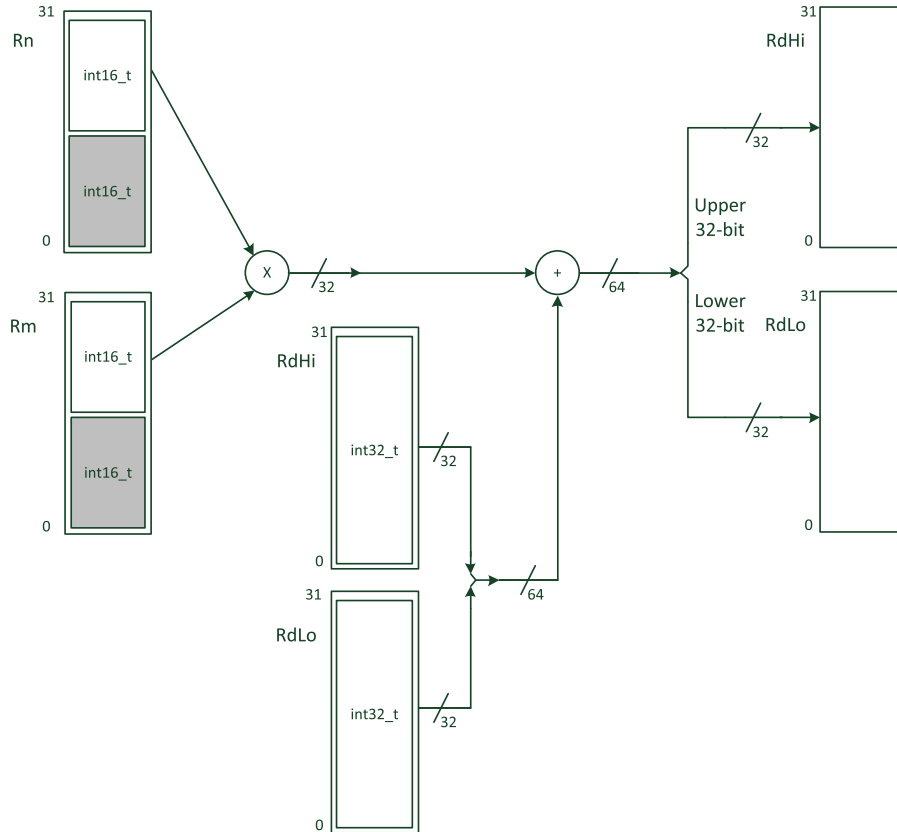 31
Rn
int16_t
int16_t
0
31
Rm
int16_t
int16_t
0
X
32
31
RdHi
int32_t
32
0
31
RdLo
int32_t
32
0
64
+
64
Upper
32-bit
Lower
32-bit
32
32
31
RdHi
0
31
RdLo
0